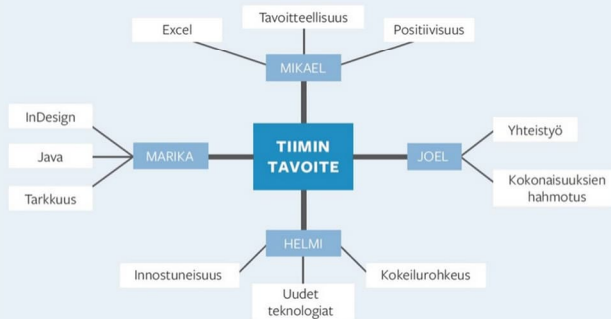 Tavoitteellisuus
Excel
Positiivisuus
MIKAEL
InDesign
Java
Tarkkuus
MARIKA
TIIMIN
TAVOITE
JOEL
Yhteistyö
Kokonaisuuksien
hahmotus
HELMI
Innostuneisuus
Uudet
teknologiat
Kokeilurohkeus